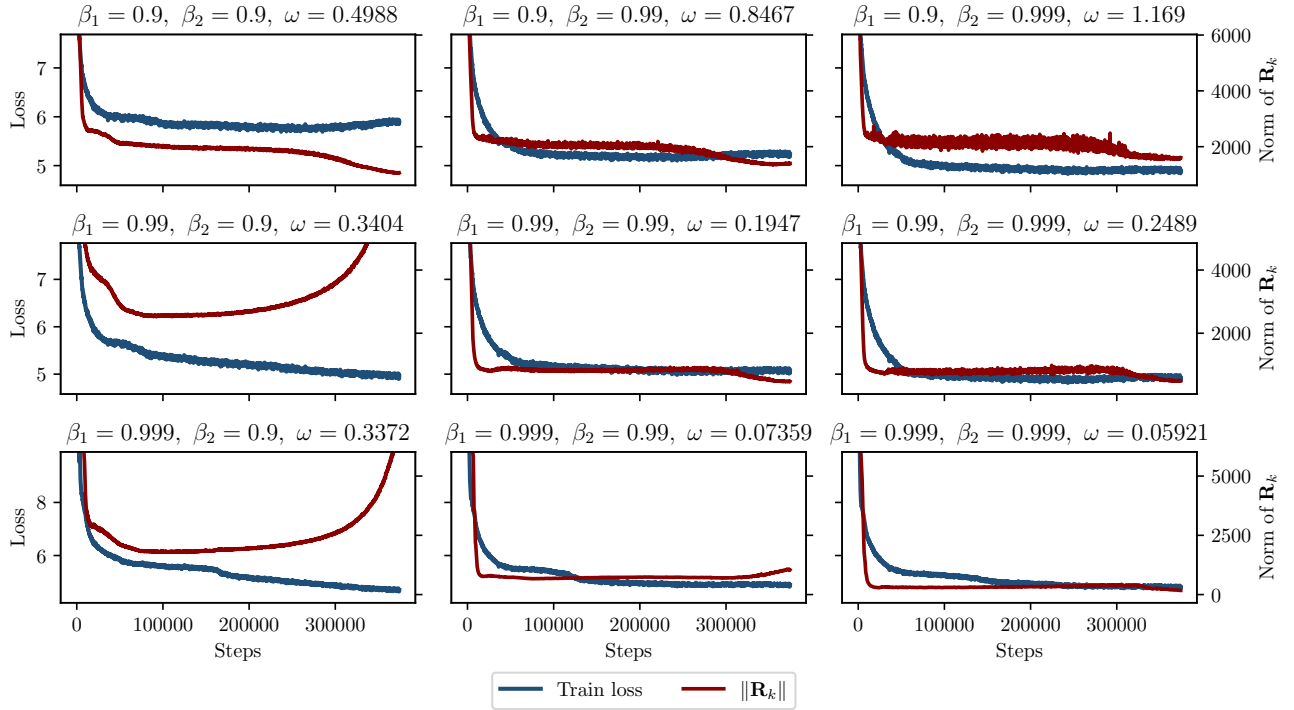 β₁ = 0.9, β₂ = 0.9, ω = 0.4988
β₁ = 0.9, β₂ = 0.99, ω = 0.8467
β₁ = 0.9, β₂ = 0.999, ω = 1.169
Loss
7
6
5
6000
4000
2000
Norm of 𝐑ₖ
β₁ = 0.99, β₂ = 0.9, ω = 0.3404
β₁ = 0.99, β₂ = 0.99, ω = 0.1947
β₁ = 0.99, β₂ = 0.999, ω = 0.2489
Loss
7
6
5
4000
2000
Norm of 𝐑ₖ
β₁ = 0.999, β₂ = 0.9, ω = 0.3372
β₁ = 0.999, β₂ = 0.99, ω = 0.07359
β₁ = 0.999, β₂ = 0.999, ω = 0.05921
Loss
8
6
5000
2500
0
Norm of 𝐑ₖ
0 100000 200000 300000
0 100000 200000 300000
0 100000 200000 300000
Steps
Steps
Steps
Train loss
‖𝐑ₖ‖